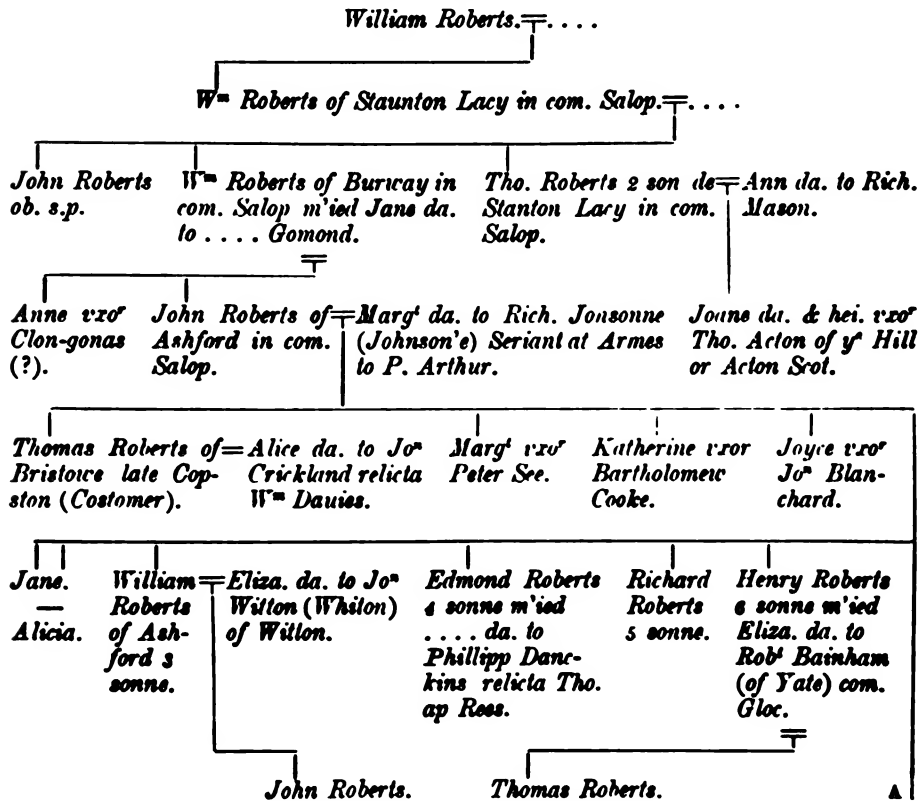 William Roberts. . . . .
Wm Roberts of Staunton Lacy in com. Salop. . . . .
John Roberts
ob. s.p.
Wm Roberts of Burway in
com. Salop m'ied Jane da.
to . . . . Gomond.
Tho. Roberts 2 son de
Stanton Lacy in com.
Salop.
Ann da. to Rich.
Mason.
Anne vxor
Clon-gonas
(?).
John Roberts of
Ashford in com.
Salop.
Margt da. to Rich. Jonsonne
(Johnson'e) Seriant at Armes
to P. Arthur.
Joane da. & hei. vxor
Tho. Acton of ye Hill
or Acton Scot.
Thomas Roberts of
Bristowe late Cop-
ston (Costomer).
Alice da. to Jon
Crickland relicta
Wm Davies.
Margt vxor
Peter See.
Katherine vxor
Bartholomew
Cooke.
Joyce vxor
Jon Blan-
chard.
Jane.
—
Alicia.
William
Roberts
of Ash-
ford 3
sonne.
Eliza. da. to Jon
Witton (Whiton)
of Witton.
Edmond Roberts
4 sonne m'ied
. . . . da. to
Phillipp Danc-
kins relicta Tho.
ap Rees.
Richard
Roberts
5 sonne.
Henry Roberts
6 sonne m'ied
Eliza. da. to
Robt Bainham
(of Yate) com.
Gloc.
John Roberts.
Thomas Roberts.
A